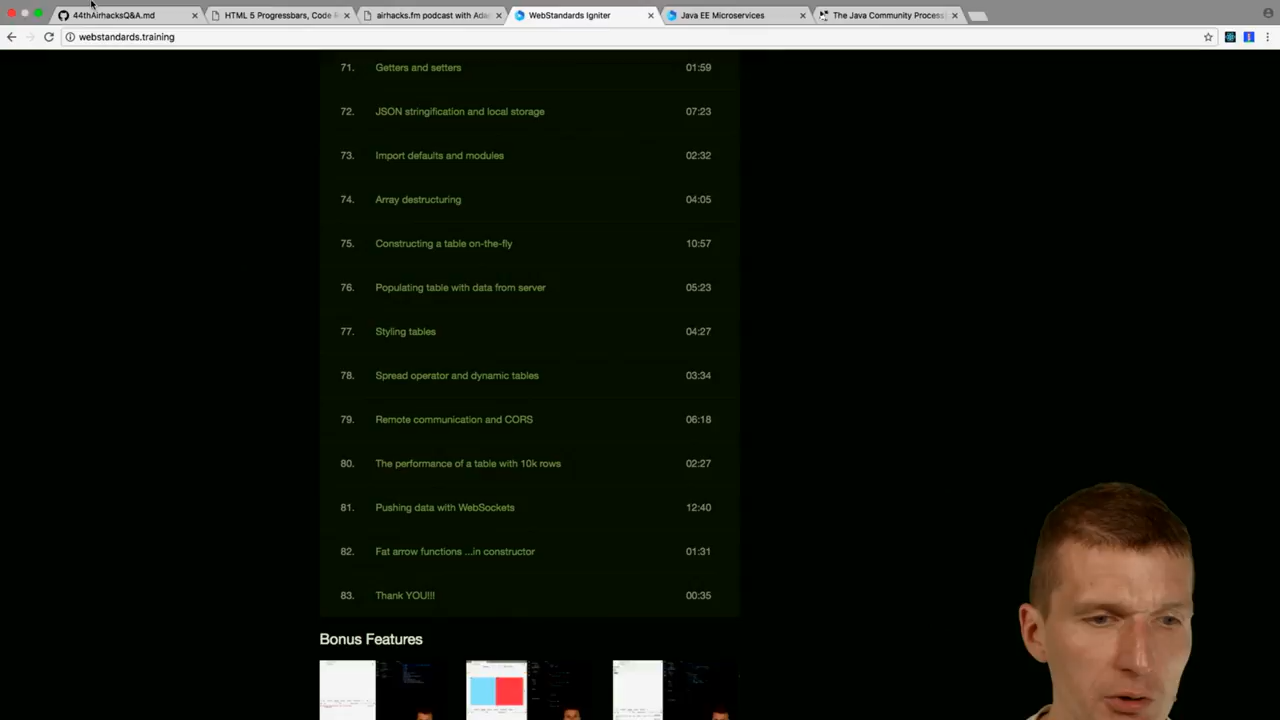 44thAirhacksQ&A.md
HTML 5 Progressbars, Code
airhacks.fm podcast with Ada
WebStandards Igniter
Java EE Microservices
The Java Community Process
webstandards.training
71. Getters and setters 01:59
72. JSON stringification and local storage 07:23
73. Import defaults and modules 02:32
74. Array destructuring 04:05
75. Constructing a table on-the-fly 10:57
76. Populating table with data from server 05:23
77. Styling tables 04:27
78. Spread operator and dynamic tables 03:34
79. Remote communication and CORS 06:18
80. The performance of a table with 10k rows 02:27
81. Pushing data with WebSockets 12:40
82. Fat arrow functions ...in constructor 01:31
83. Thank YOU!!! 00:35
Bonus Features